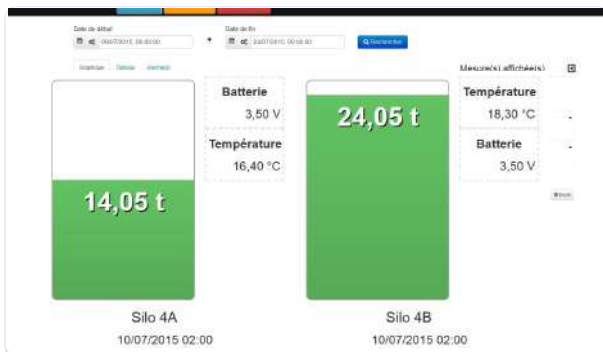 Date de début
Date de fin
Rechercher
Graphique Tableau
Mesure(s) affichée(s)
Batterie
3,50 V
Température
16,40 °C
14,05 t
Silo 4A
10/07/2015 02:00
24,05 t
Température
18,30 °C
Batterie
3,50 V
Silo 4B
10/07/2015 02:00